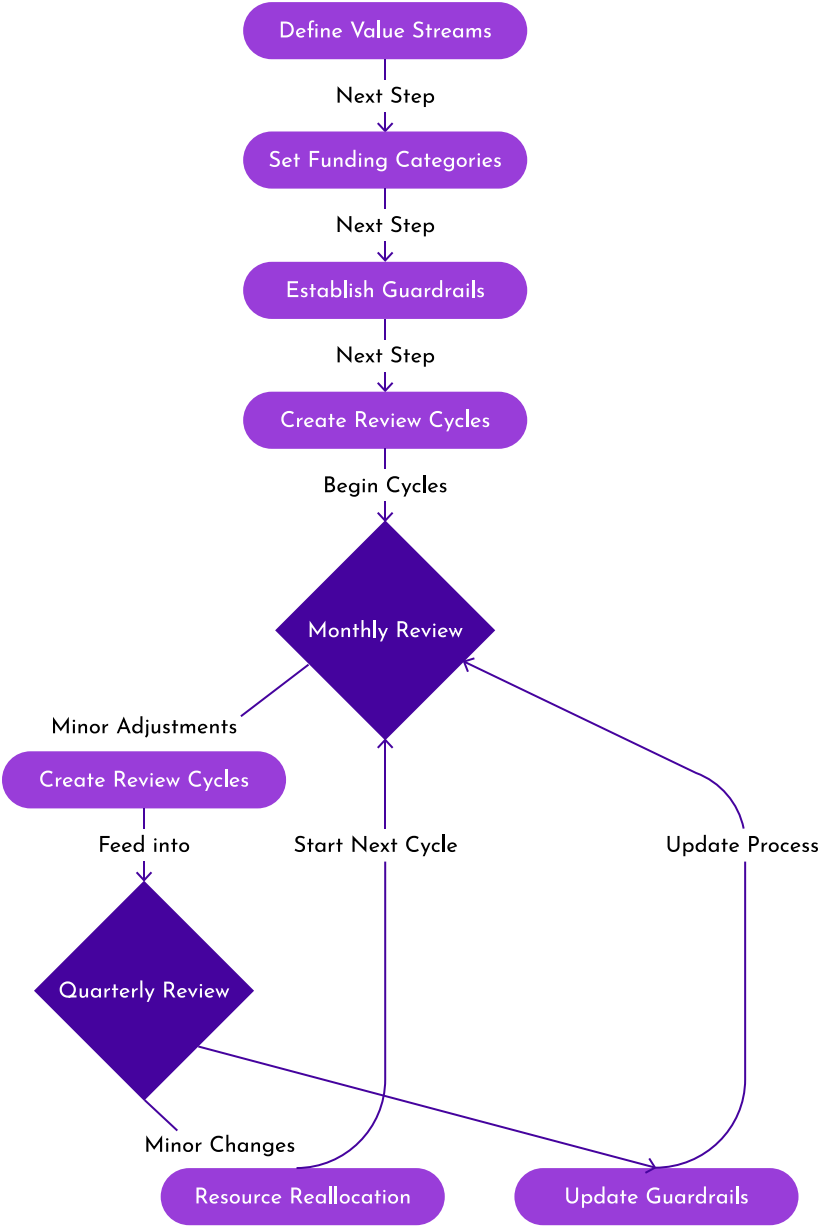 Define Value Streams
Next Step
Set Funding Categories
Next Step
Establish Guardrails
Next Step
Create Review Cycles
Begin Cycles
Monthly Review
Minor Adjustments
Create Review Cycles
Feed into
Start Next Cycle
Update Process
Quarterly Review
Minor Changes
Resource Reallocation
Update Guardrails